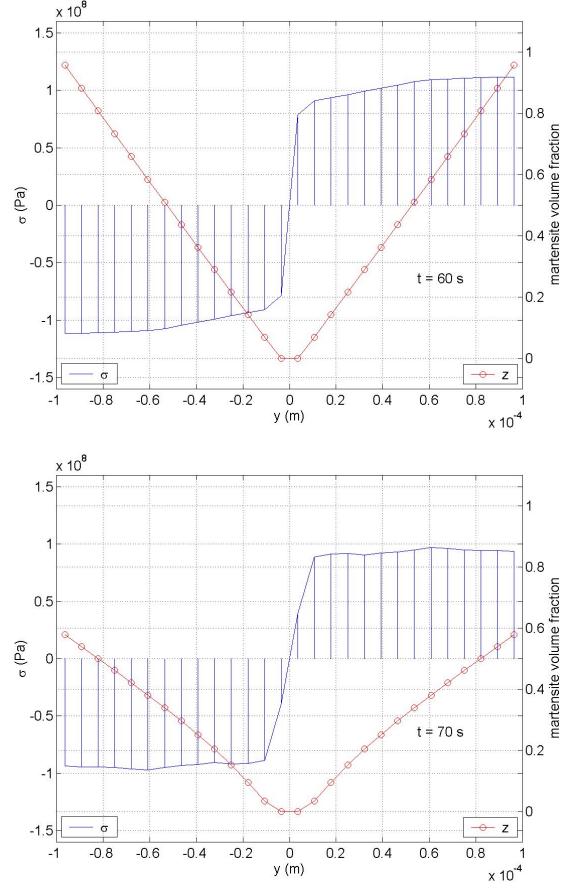 x 10⁸
1.5
1
0.5
0
-0.5
-1
-1.5
σ (Pa)
1
0.8
0.6
0.4
0.2
0
martensite volume fraction
t = 60 s
σ
z
-1 -0.8 -0.6 -0.4 -0.2 0 0.2 0.4 0.6 0.8 1
y (m)
x 10⁻⁴
x 10⁸
1.5
1
0.5
0
-0.5
-1
-1.5
σ (Pa)
1
0.8
0.6
0.4
0.2
0
martensite volume fraction
t = 70 s
σ
z
-1 -0.8 -0.6 -0.4 -0.2 0 0.2 0.4 0.6 0.8 1
y (m)
x 10⁻⁴